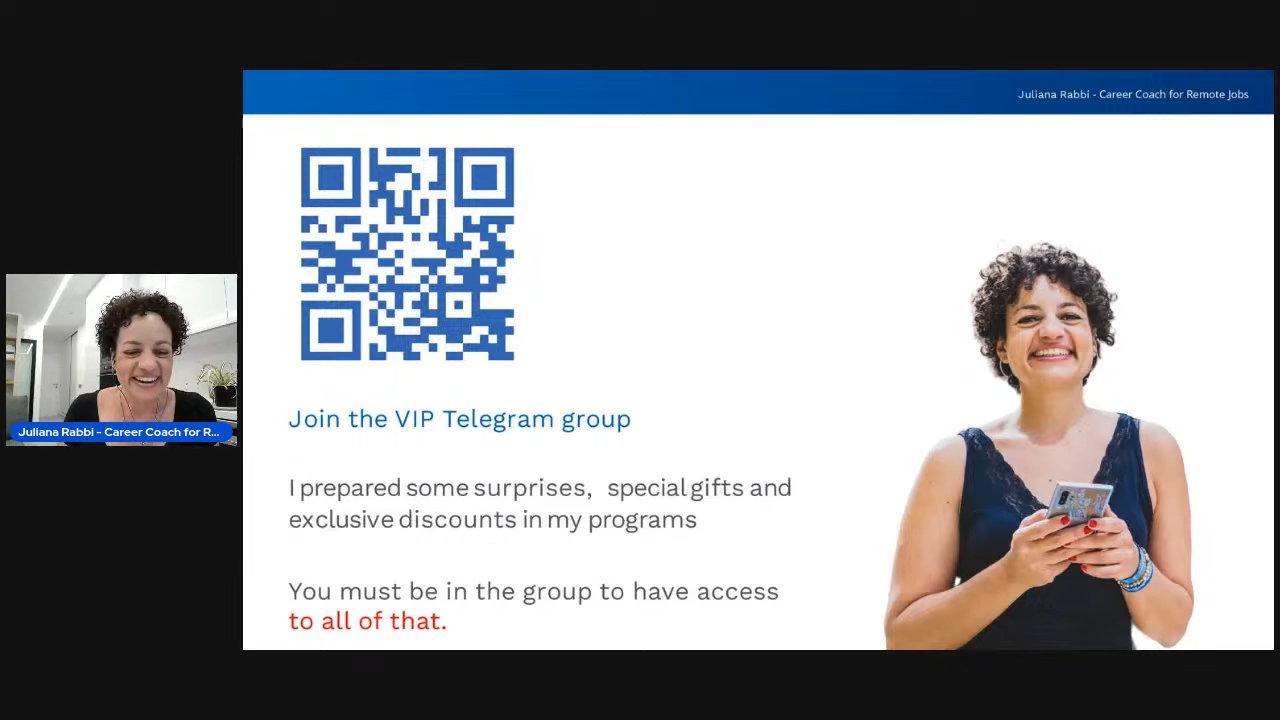 Juliana Rabbi - Career Coach for Remote Jobs
Join the VIP Telegram group
I prepared some surprises, special gifts and
exclusive discounts in my programs
You must be in the group to have access
to all of that.
Juliana Rabbi - Career Coach for R...